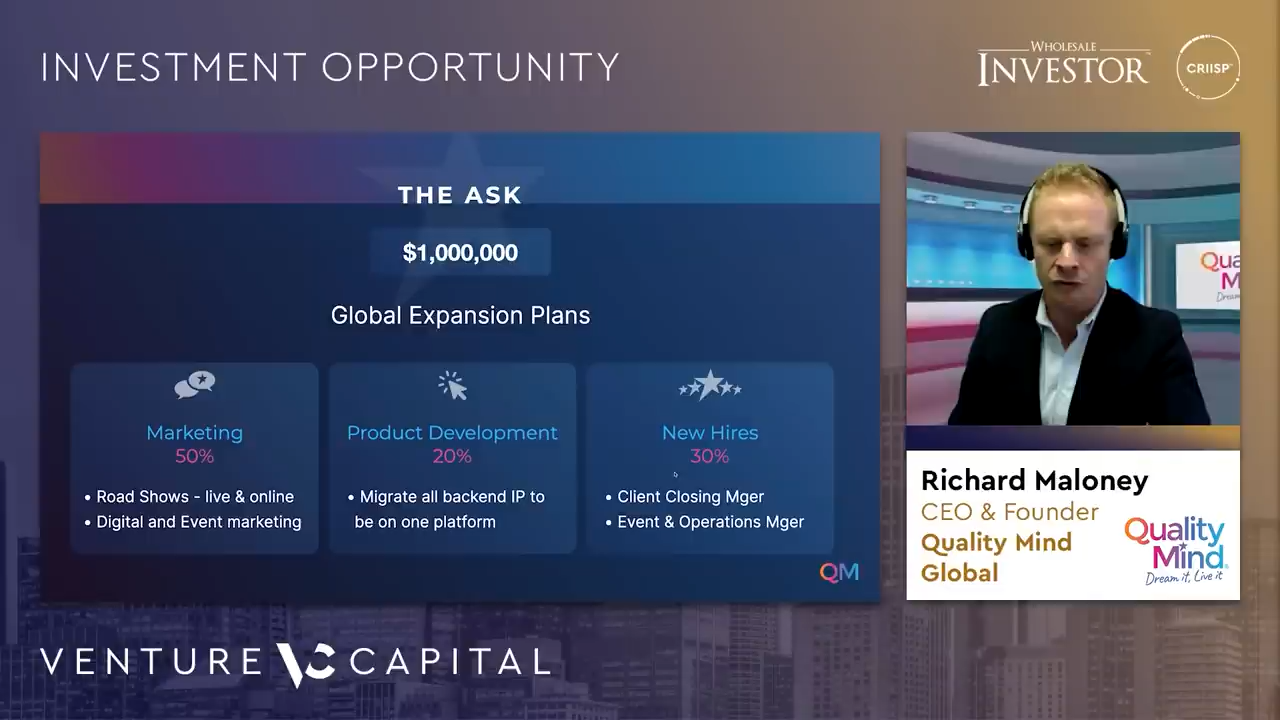 INVESTMENT OPPORTUNITY
WHOLESALE
INVESTOR
CRIISP
THE ASK
$1,000,000
Global Expansion Plans
Marketing
50%
• Road Shows - live & online
• Digital and Event marketing
Product Development
20%
• Migrate all backend IP to
be on one platform
New Hires
30%
• Client Closing Mger
• Event & Operations Mger
QM
Qua
M
Dream
Richard Maloney
CEO & Founder
Quality Mind
Global
Quality
Mind
Dream it, Live it
VENTURE VC CAPITAL